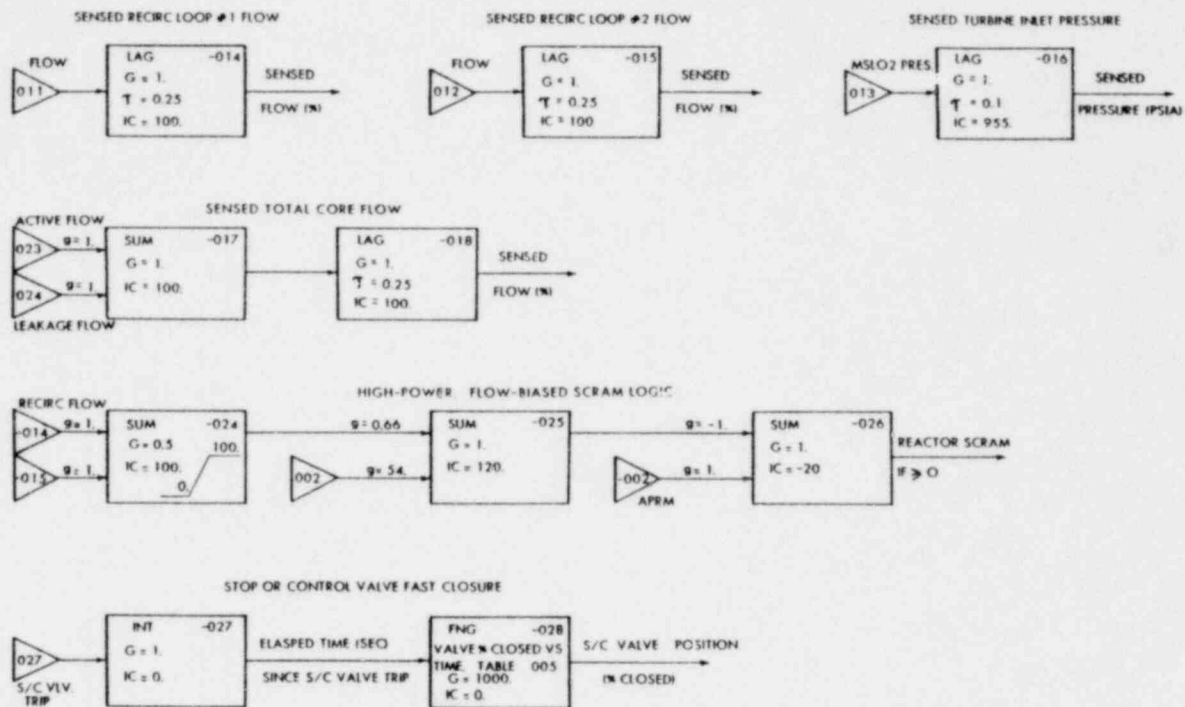 SENSED RECIRC LOOP #1 FLOW
FLOW
011
LAG -014
G = 1.
τ = 0.25
IC = 100.
SENSED
FLOW (%)
SENSED RECIRC LOOP #2 FLOW
FLOW
012
LAG -015
G = 1.
τ = 0.25
IC = 100
SENSED
FLOW (%)
SENSED TURBINE INLET PRESSURE
MSLO2 PRES.
013
LAG -016
G = 1.
τ = 0.1
IC = 955.
SENSED
PRESSURE (PSIA)
SENSED TOTAL CORE FLOW
ACTIVE FLOW
023
g = 1.
024
g = 1.
LEAKAGE FLOW
SUM -017
G = 1.
IC = 100.
LAG -018
G = 1.
τ = 0.25
IC = 100.
SENSED
FLOW (%)
HIGH-POWER FLOW-BIASED SCRAM LOGIC
RECIRC FLOW
-014
g = 1.
-015
g = 1.
SUM -024
G = 0.5
IC = 100.
100.
0.
g = 0.66
002
g = 54.
SUM -025
G = 1.
IC = 120.
g = -1.
-002
g = 1.
APRM
SUM -026
G = 1.
IC = -20
REACTOR SCRAM
IF ≥ O
STOP OR CONTROL VALVE FAST CLOSURE
027
S/C VLV.
TRIP
INT -027
G = 1.
IC = 0.
ELASPED TIME (SEC)
SINCE S/C VALVE TRIP
FNG -028
VALVE % CLOSED VS
TIME. TABLE 005
G = 1000.
IC = 0.
S/C VALVE POSITION
(% CLOSED)